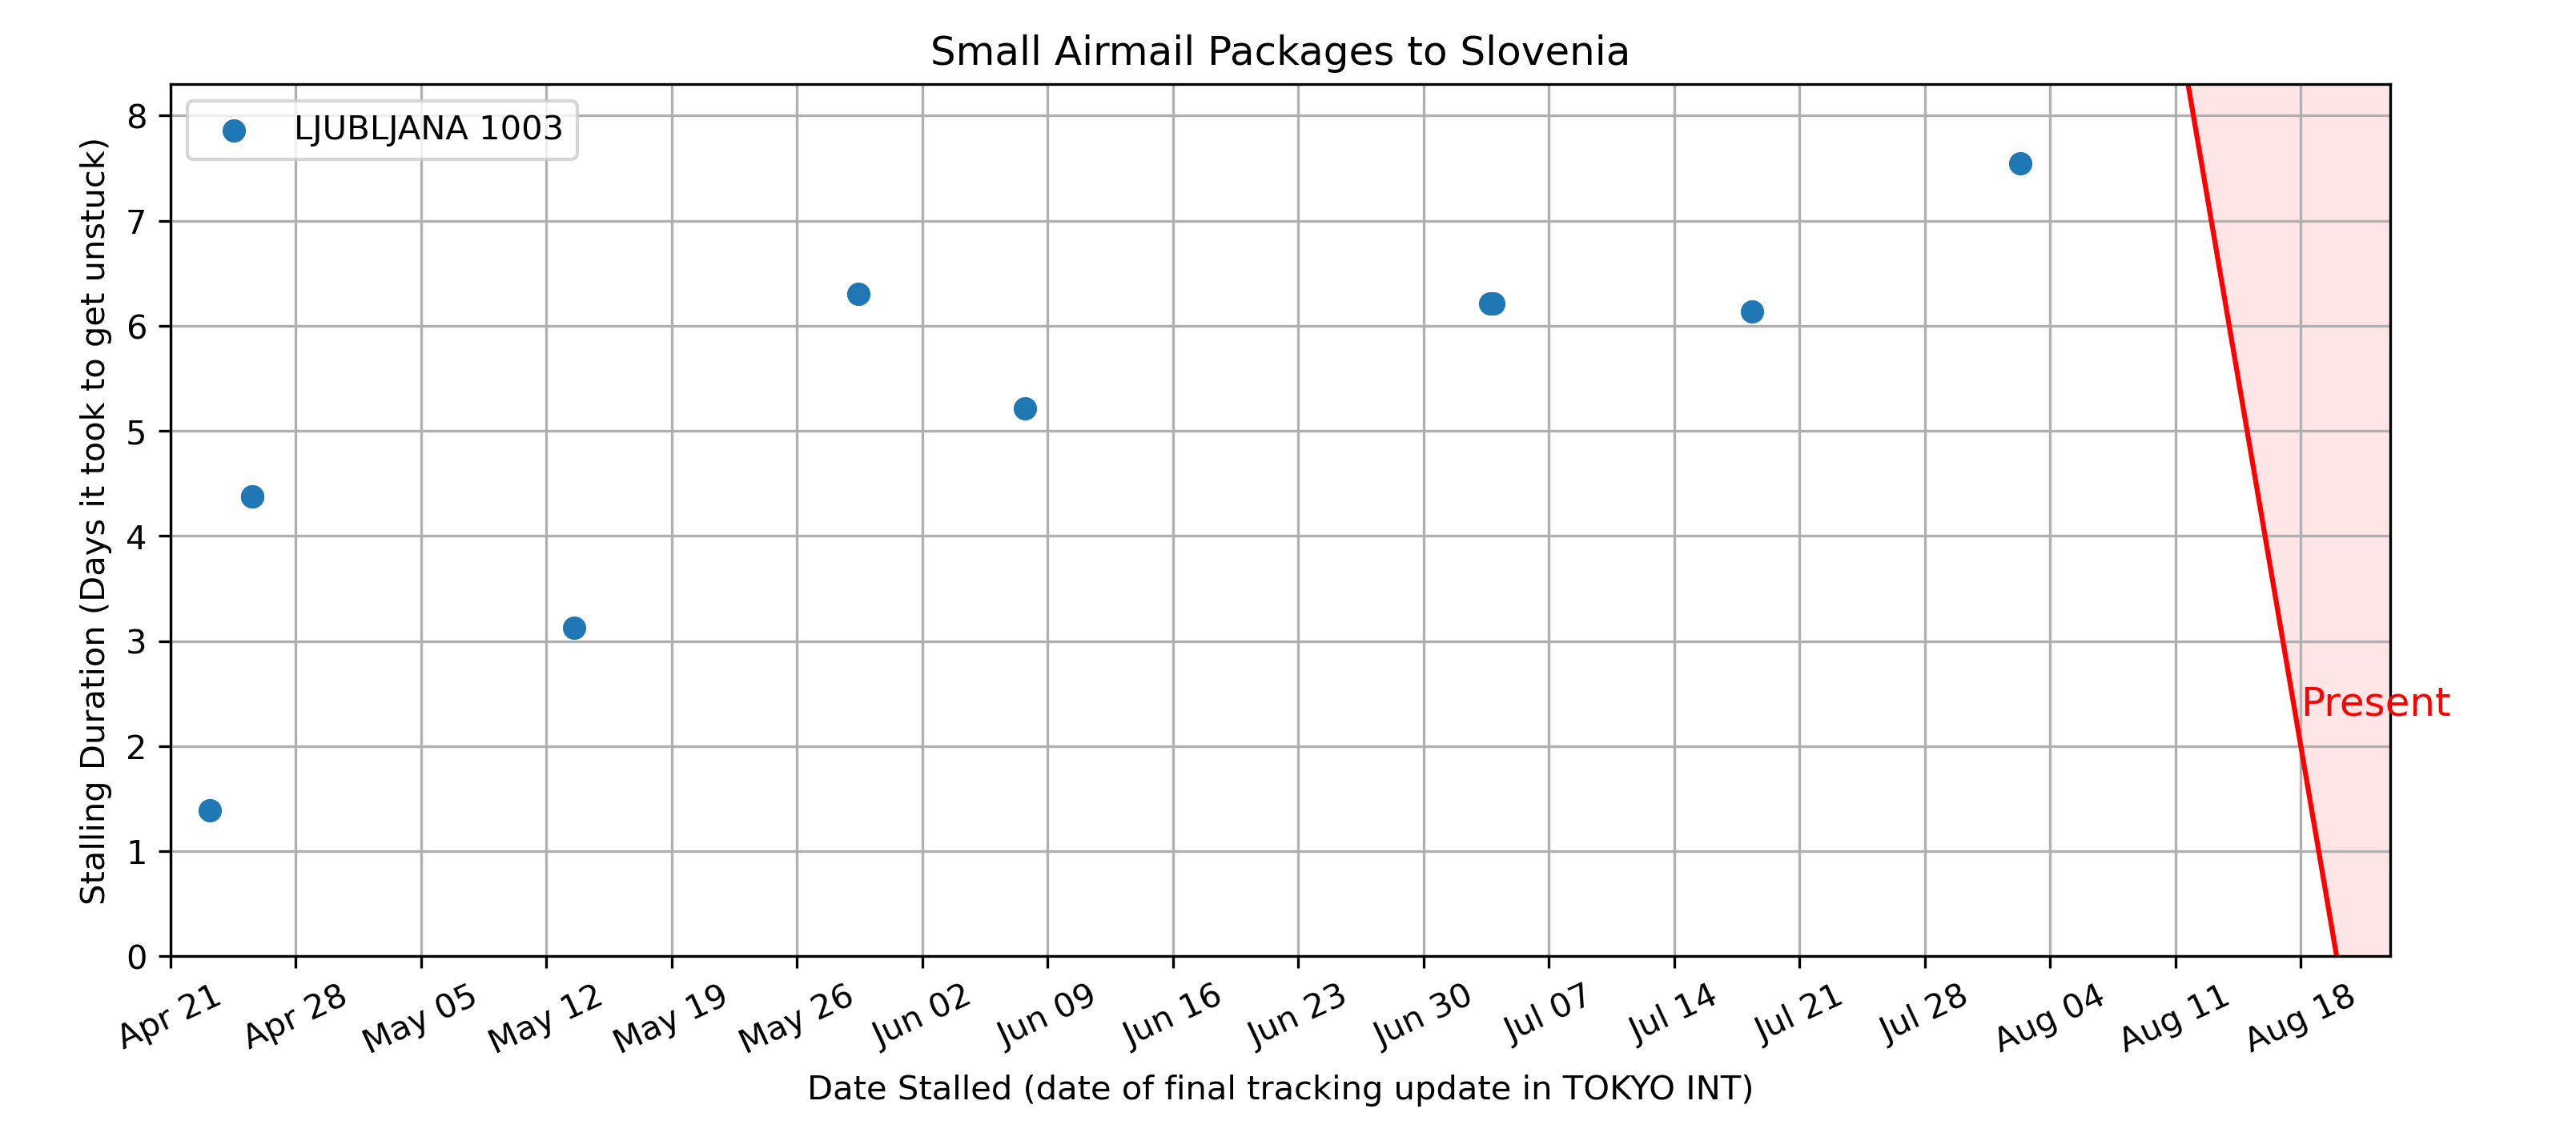 Small Airmail Packages to Slovenia
LJUBLJANA 1003
Stalling Duration (Days it took to get unstuck)
8
7
6
5
4
3
2
1
0
Present
Apr 21 Apr 28 May 05 May 12 May 19 May 26 Jun 02 Jun 09 Jun 16 Jun 23 Jun 30 Jul 07 Jul 14 Jul 21 Jul 28 Aug 04 Aug 11 Aug 18
Date Stalled (date of final tracking update in TOKYO INT)